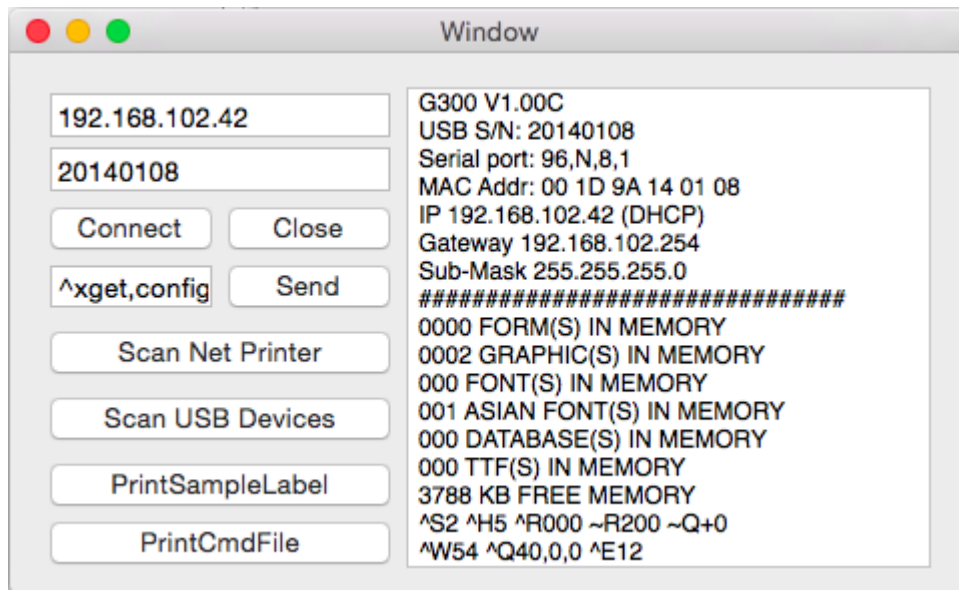 Window
192.168.102.42
20140108
Connect
Close
^xget,config
Send
Scan Net Printer
Scan USB Devices
PrintSampleLabel
PrintCmdFile
G300 V1.00C
USB S/N: 20140108
Serial port: 96,N,8,1
MAC Addr: 00 1D 9A 14 01 08
IP 192.168.102.42 (DHCP)
Gateway 192.168.102.254
Sub-Mask 255.255.255.0
################################
0000 FORM(S) IN MEMORY
0002 GRAPHIC(S) IN MEMORY
000 FONT(S) IN MEMORY
001 ASIAN FONT(S) IN MEMORY
000 DATABASE(S) IN MEMORY
000 TTF(S) IN MEMORY
3788 KB FREE MEMORY
^S2 ^H5 ^R000 ~R200 ~Q+0
^W54 ^Q40,0,0 ^E12